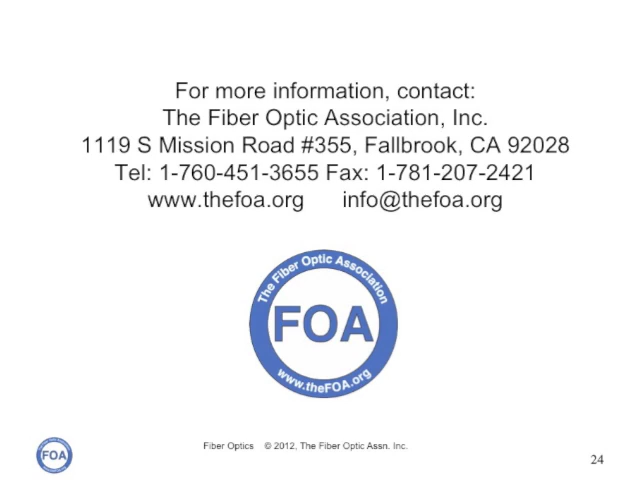 For more information, contact:
The Fiber Optic Association, Inc.
1119 S Mission Road #355, Fallbrook, CA 92028
Tel: 1-760-451-3655 Fax: 1-781-207-2421
www.thefoa.org info@thefoa.org
The Fiber Optic Association
FOA
www.theFOA.org
FOA
Fiber Optics © 2012, The Fiber Optic Assn. Inc.
24